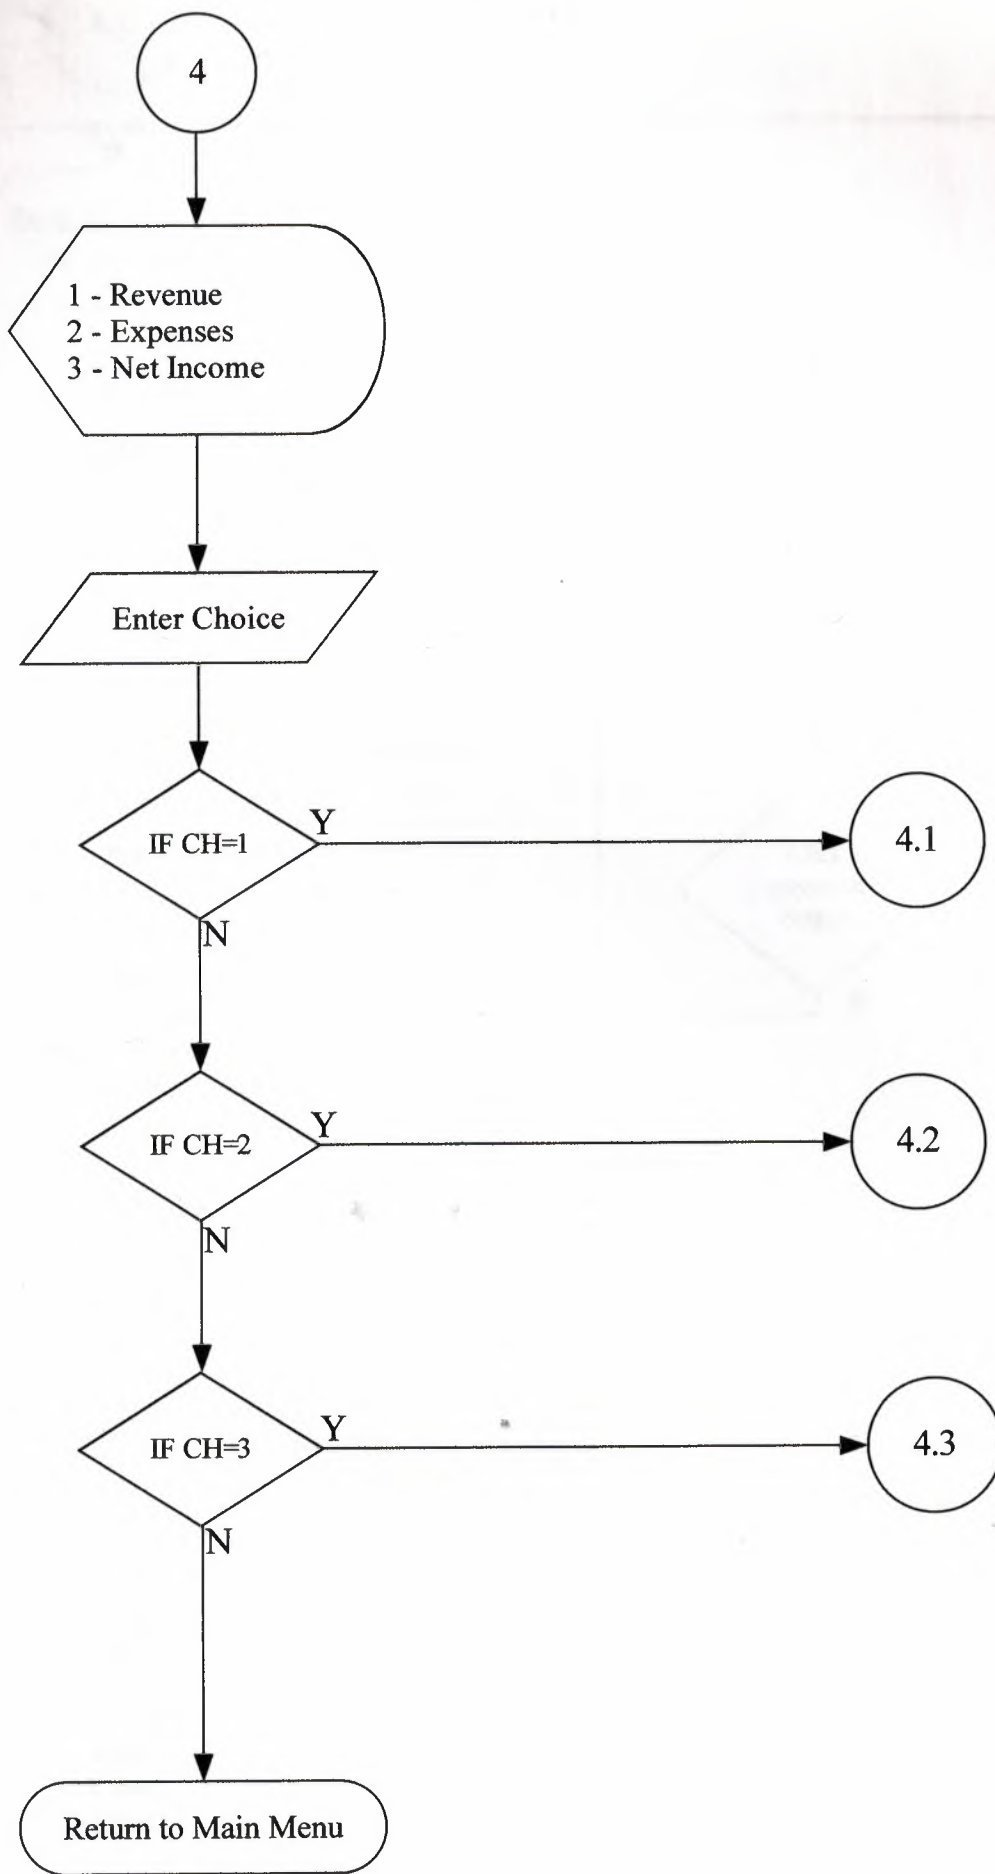 4
1 - Revenue
2 - Expenses
3 - Net Income
Enter Choice
IF CH=1
Y
4.1
N
IF CH=2
Y
4.2
N
IF CH=3
Y
4.3
N
Return to Main Menu